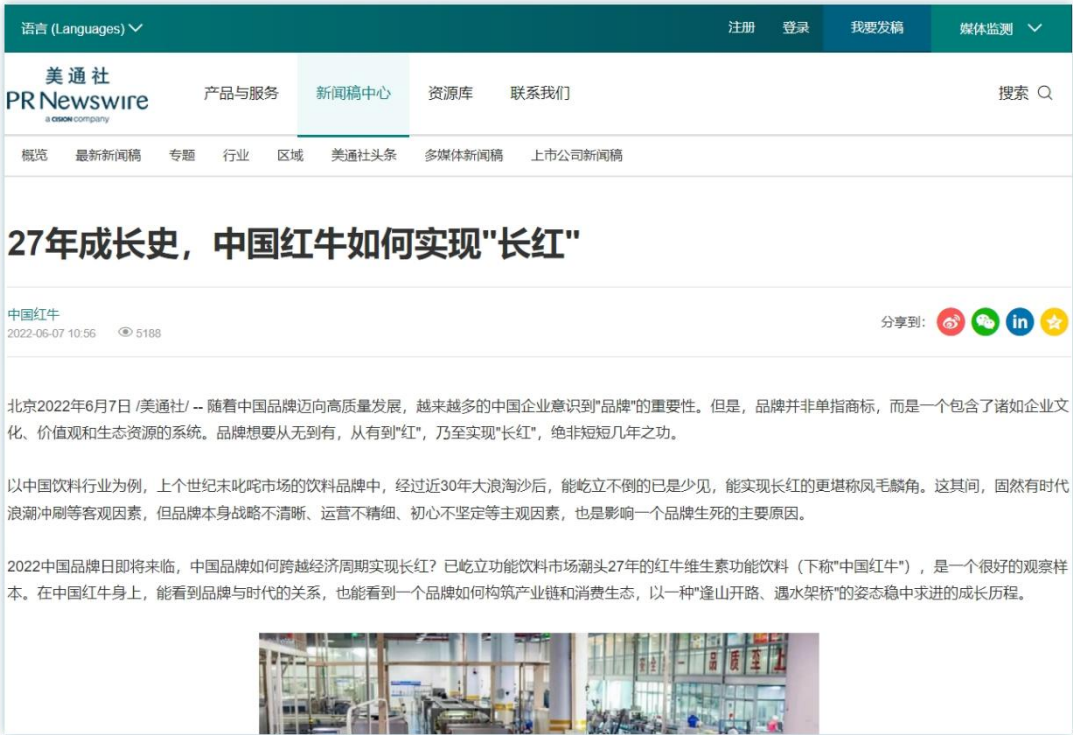 语言 (Languages)
注册 登录 我要发稿 媒体监测
美通社
PR Newswire
a CISION company
产品与服务 新闻稿中心 资源库 联系我们
搜索
概览 最新新闻稿 专题 行业 区域 美通社头条 多媒体新闻稿 上市公司新闻稿
27年成长史，中国红牛如何实现"长红"
中国红牛
2022-06-07 10:56 5188
分享到:
in
北京2022年6月7日 /美通社/ -- 随着中国品牌迈向高质量发展，越来越多的中国企业意识到"品牌"的重要性。但是，品牌并非单指商标，而是一个包含了诸如企业文
化、价值观和生态资源的系统。品牌想要从无到有，从有到"红"，乃至实现"长红"，绝非短短几年之功。
以中国饮料行业为例，上个世纪末叱咤市场的饮料品牌中，经过近30年大浪淘沙后，能屹立不倒的已是少见，能实现长红的更堪称凤毛麟角。这其间，固然有时代
浪潮冲刷等客观因素，但品牌本身战略不清晰、运营不精细、初心不坚定等主观因素，也是影响一个品牌生死的主要原因。
2022中国品牌日即将来临，中国品牌如何跨越经济周期实现长红？已屹立功能饮料市场潮头27年的红牛维生素功能饮料（下称"中国红牛"），是一个很好的观察样
本。在中国红牛身上，能看到品牌与时代的关系，也能看到一个品牌如何构筑产业链和消费生态，以一种"逢山开路、遇水架桥"的姿态稳中求进的成长历程。
品质至上